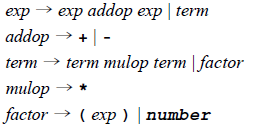 exp → exp addop exp | term
addop → + | -
term → term mulop term | factor
mulop → *
factor → ( exp ) | number